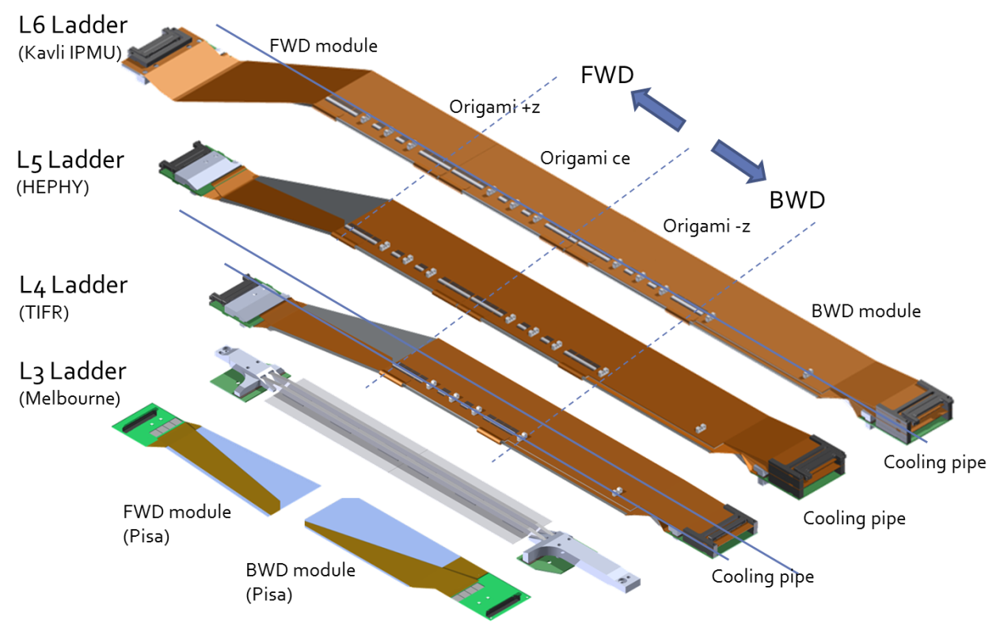 L6 Ladder
(Kavli IPMU)
FWD module
FWD
Origami +z
Origami ce
BWD
Origami -z
L5 Ladder
(HEPHY)
L4 Ladder
(TIFR)
BWD module
L3 Ladder
(Melbourne)
Cooling pipe
Cooling pipe
Cooling pipe
FWD module
(Pisa)
BWD module
(Pisa)